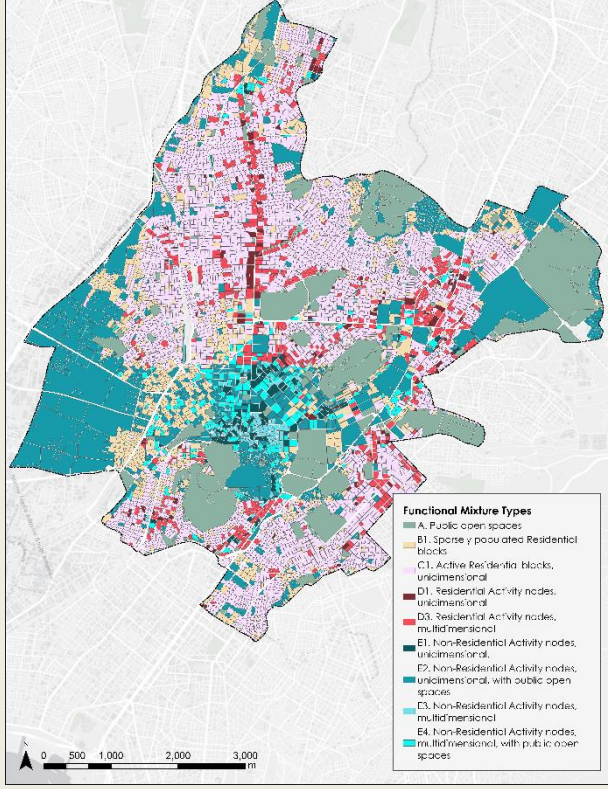 Functional Mixture Types
A. Public open spaces
B1. Sparsely populated Residential
blocks
C1. Active Residential blocks,
unidimensional
D1. Residential Activity nodes,
unidimensional
D3. Residential Activity nodes,
multidimensional
E1. Non-Residential Activity nodes,
unidimensional,
E2. Non-Residential Activity nodes,
unidimensional, with public open
spaces
E3. Non-Residential Activity nodes,
multidimensional
E4. Non-Residential Activity nodes,
multidimensional, with public open
spaces
0 500 1,000 2,000 3,000
m